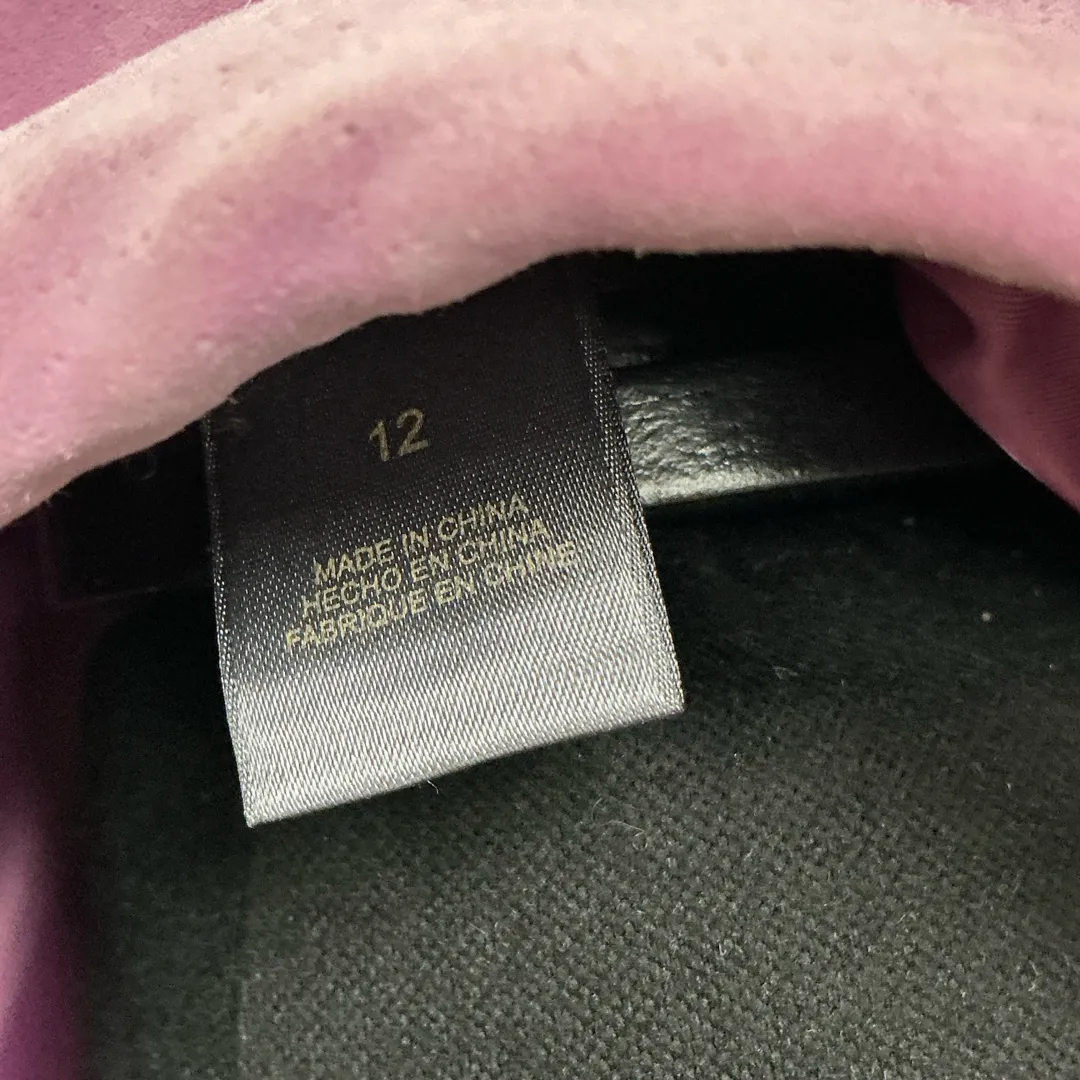 12
MADE IN CHINA
HECHO EN CHINA
FABRIQUE EN CHINE